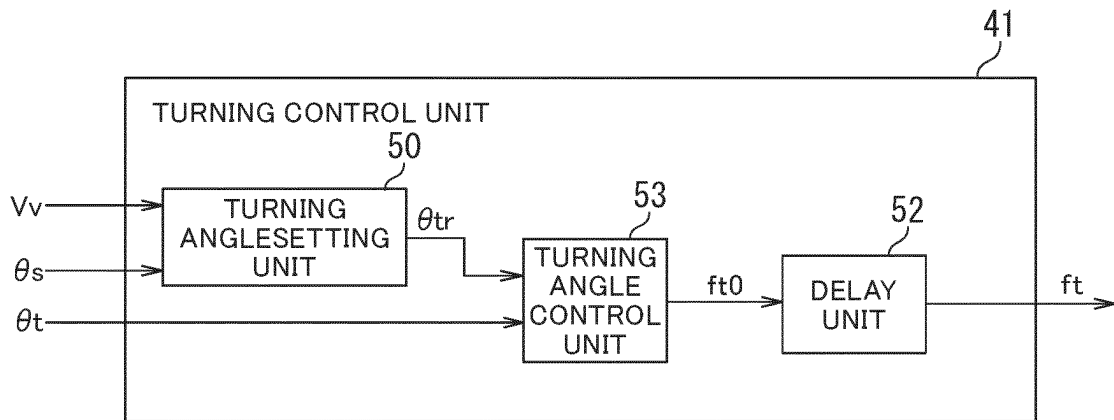 41
TURNING CONTROL UNIT
50
Vv
TURNING
ANGLESETTING
UNIT
θtr
θs
53
TURNING
ANGLE
CONTROL
UNIT
52
ft0
DELAY
UNIT
ft
θt